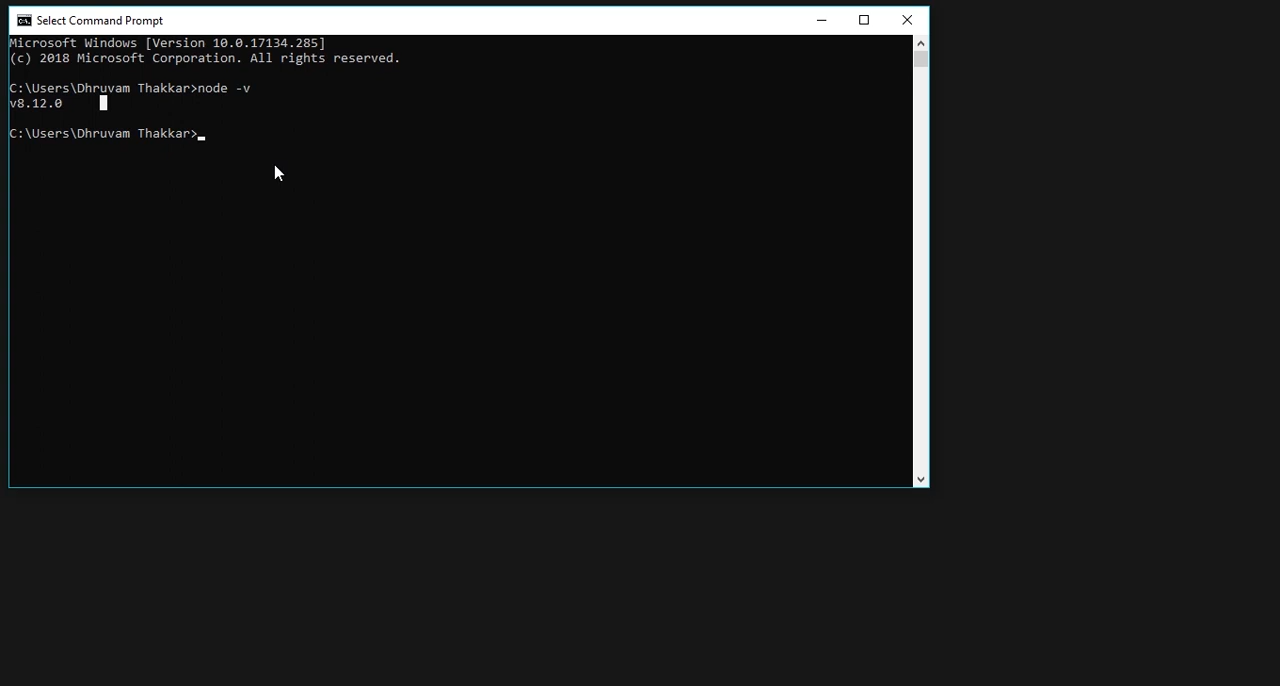 Select Command Prompt
Microsoft Windows [Version 10.0.17134.285]
(c) 2018 Microsoft Corporation. All rights reserved.
C:\Users\Dhruvam Thakkar>node -v
v8.12.0
C:\Users\Dhruvam Thakkar>